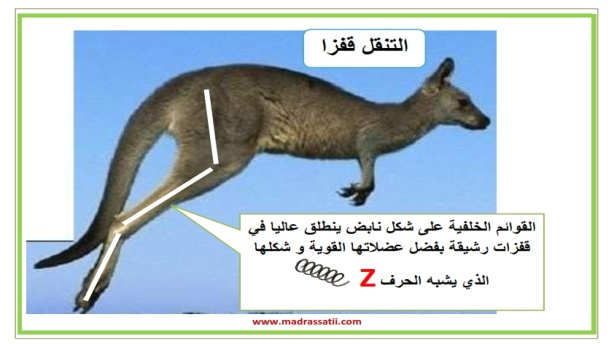 التنقل قفزا
القوائم الخلفية على شكل نابض ينطلق عاليا في
قفزات رشيقة بفضل عضلاتها القوية و شكلها
الذي يشبه الحرف Z
www.madrassatii.com